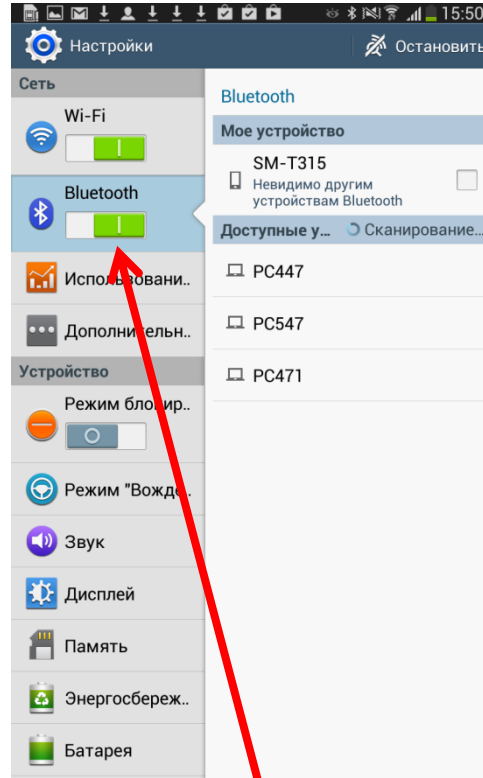 15:50
Настройки
Остановить
Сеть
Wi-Fi
Bluetooth
Использовани..
Дополнительн..
Устройство
Режим блокир..
Режим "Вожде..
Звук
Дисплей
Память
Энергосбереж..
Батарея
Bluetooth
Мое устройство
SM-T315
Невидимо другим
устройствам Bluetooth
Доступные у... Сканирование...
PC447
PC547
PC471